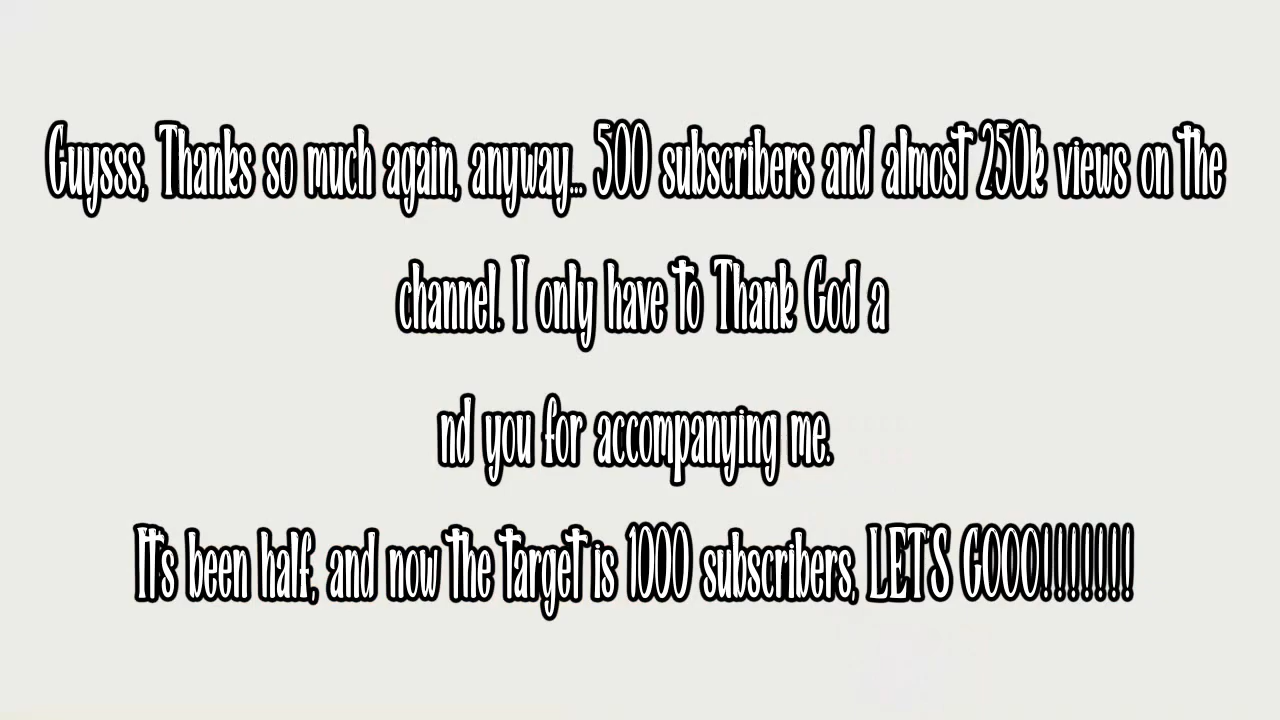 Guysss, Thanks so much again, anyway... 500 subscribers and almost 250k views on the
channel. I only have to Thank God a
nd you for accompanying me.
It's been half, and now the target is 1000 subscribers, LET'S GOOO!!!!!!!